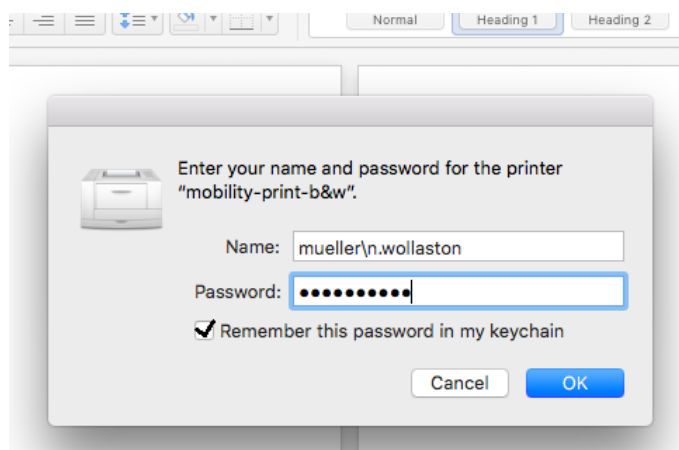 Normal
Heading 1
Heading 2
Enter your name and password for the printer
“mobility-print-b&w”.
Name: mueller\n.wollaston
Password: ••••••••••
Remember this password in my keychain
Cancel
OK